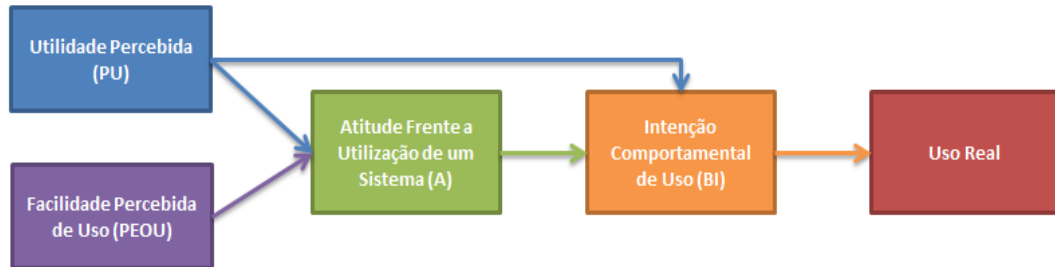 Utilidade Percebida
(PU)
Atitude Frente a
Utilização de um
Sistema (A)
Intenção
Comportamental
de Uso (BI)
Uso Real
Facilidade Percebida
de Uso (PEOU)